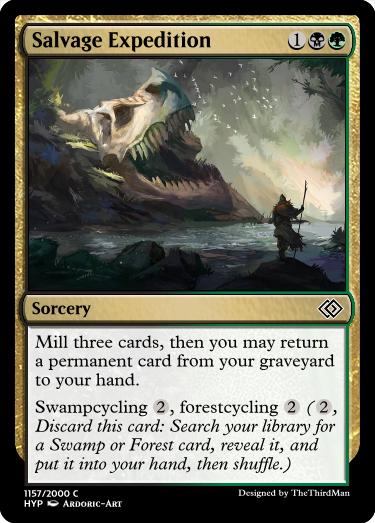 Salvage Expedition 1
Sorcery
Mill three cards, then you may return
a permanent card from your graveyard
to your hand.
Swampcycling 2, forestcycling 2 (2,
Discard this card: Search your library for
a Swamp or Forest card, reveal it, and
put it into your hand, then shuffle.)
1157/2000 C
HYP Ardoric-Art
Designed by TheThirdMan